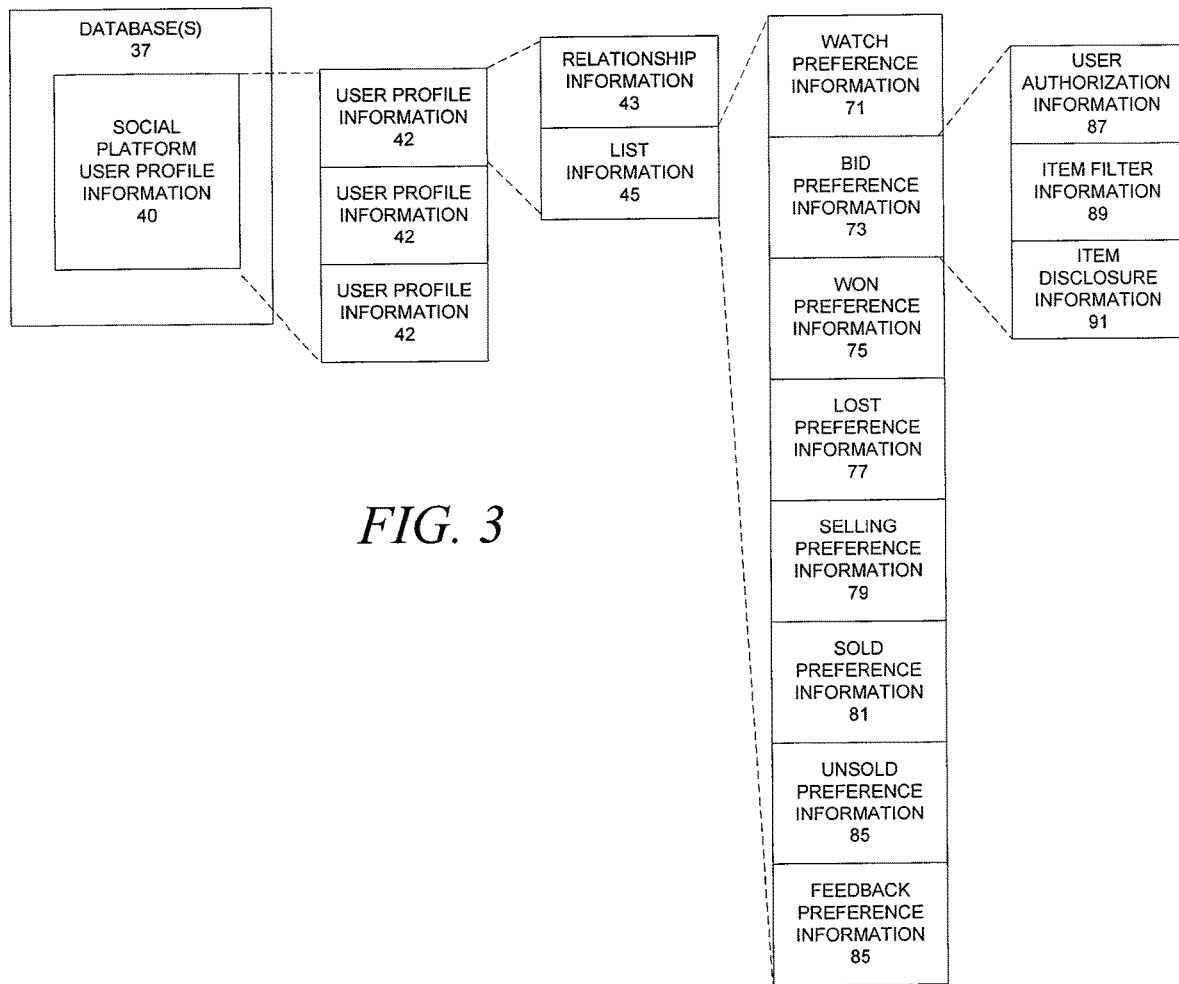 DATABASE(S)
37
SOCIAL
PLATFORM
USER PROFILE
INFORMATION
40
USER PROFILE
INFORMATION
42
USER PROFILE
INFORMATION
42
USER PROFILE
INFORMATION
42
RELATIONSHIP
INFORMATION
43
LIST
INFORMATION
45
WATCH
PREFERENCE
INFORMATION
71
BID
PREFERENCE
INFORMATION
73
WON
PREFERENCE
INFORMATION
75
LOST
PREFERENCE
INFORMATION
77
SELLING
PREFERENCE
INFORMATION
79
SOLD
PREFERENCE
INFORMATION
81
UNSOLD
PREFERENCE
INFORMATION
85
FEEDBACK
PREFERENCE
INFORMATION
85
USER
AUTHORIZATION
INFORMATION
87
ITEM FILTER
INFORMATION
89
ITEM
DISCLOSURE
INFORMATION
91
FIG. 3